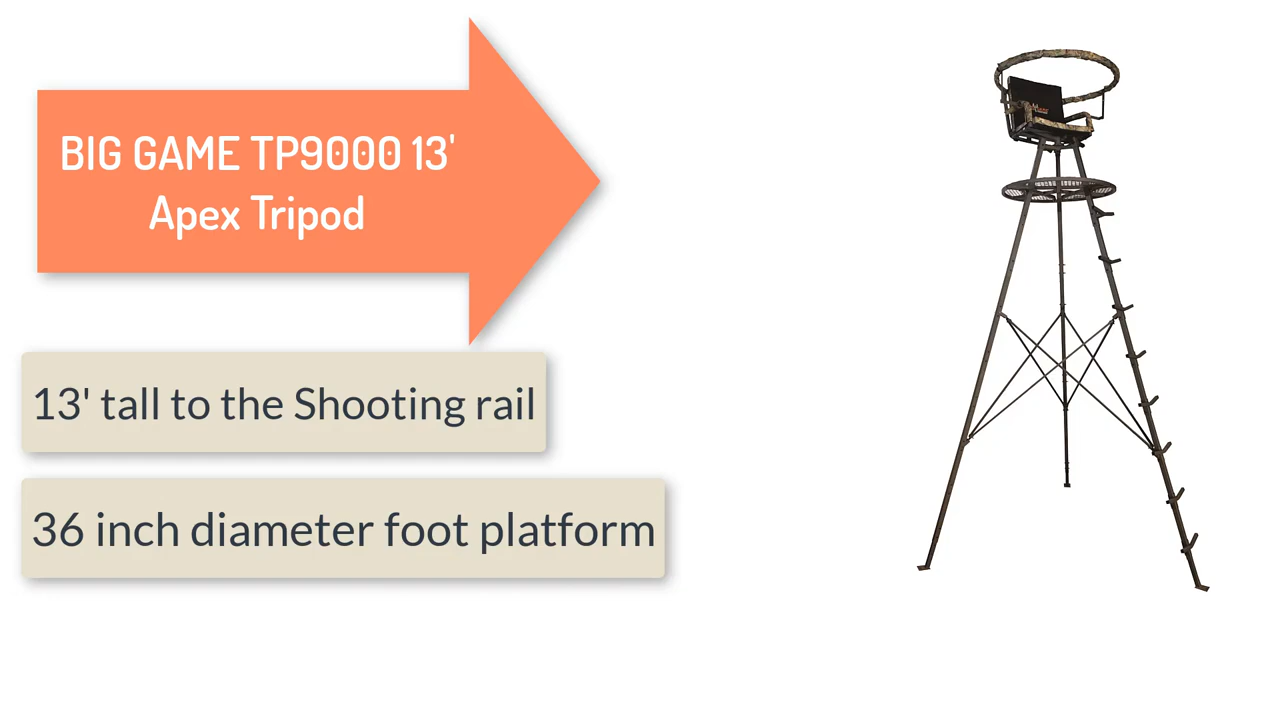 BIG GAME TP9000 13'
Apex Tripod
13' tall to the Shooting rail
36 inch diameter foot platform